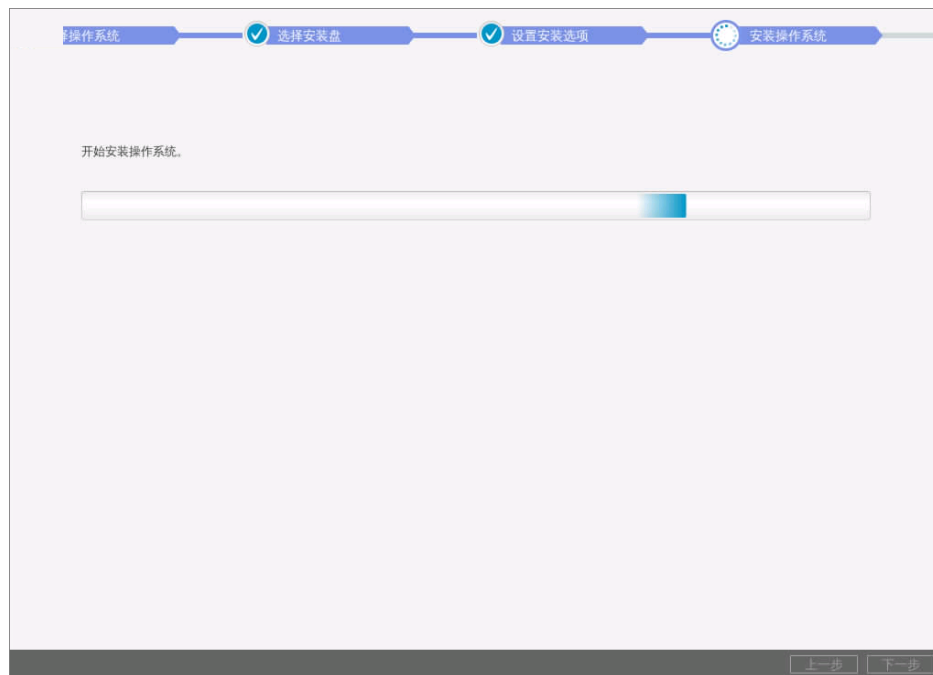 择操作系统
选择安装盘
设置安装选项
安装操作系统
开始安装操作系统。
上一步
下一步